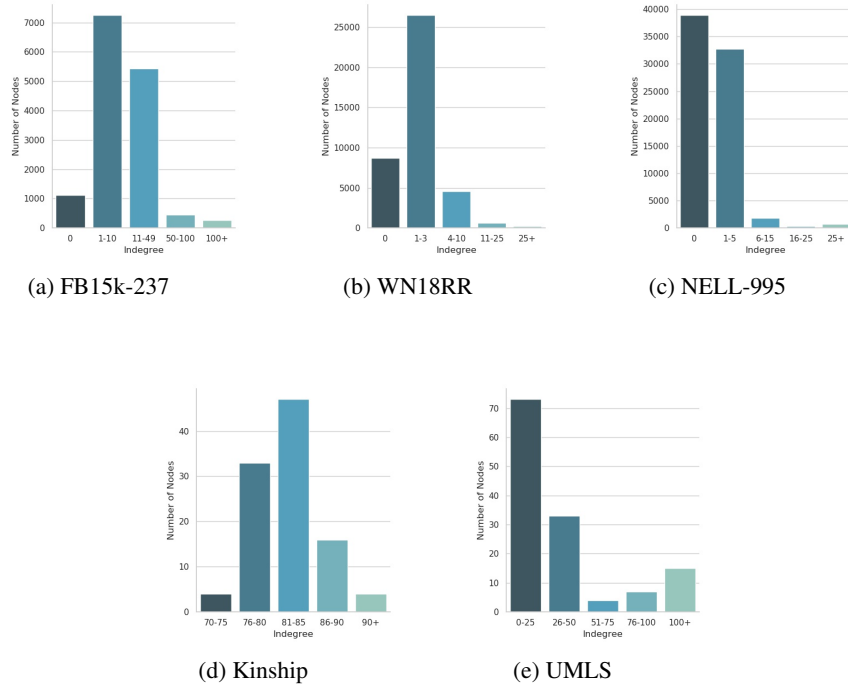 Number of Nodes
7000
6000
5000
4000
3000
2000
1000
0
0 1-10 11-49 50-100 100+
Indegree
(a) FB15k-237
Number of Nodes
25000
20000
15000
10000
5000
0
0 1-3 4-10 11-25 25+
Indegree
(b) WN18RR
Number of Nodes
40000
35000
30000
25000
20000
15000
10000
5000
0
0 1-5 6-15 16-25 25+
Indegree
(c) NELL-995
Number of Nodes
40
30
20
10
0
70-75 76-80 81-85 86-90 90+
Indegree
(d) Kinship
Number of Nodes
70
60
50
40
30
20
10
0
0-25 26-50 51-75 76-100 100+
Indegree
(e) UMLS